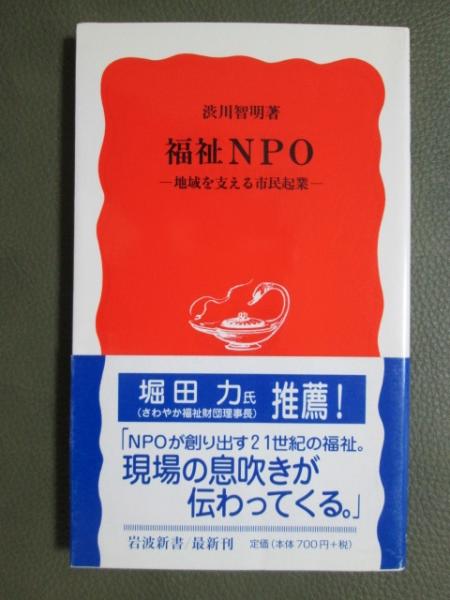 渋川智明著
福祉NPO
―地域を支える市民起業―
堀田 力氏
(さわやか福祉財団理事長)
推薦!
「NPOが創り出す21世紀の福祉。
現場の息吹きが
伝わってくる。」
岩波新書/最新刊
定価(本体700円+税)